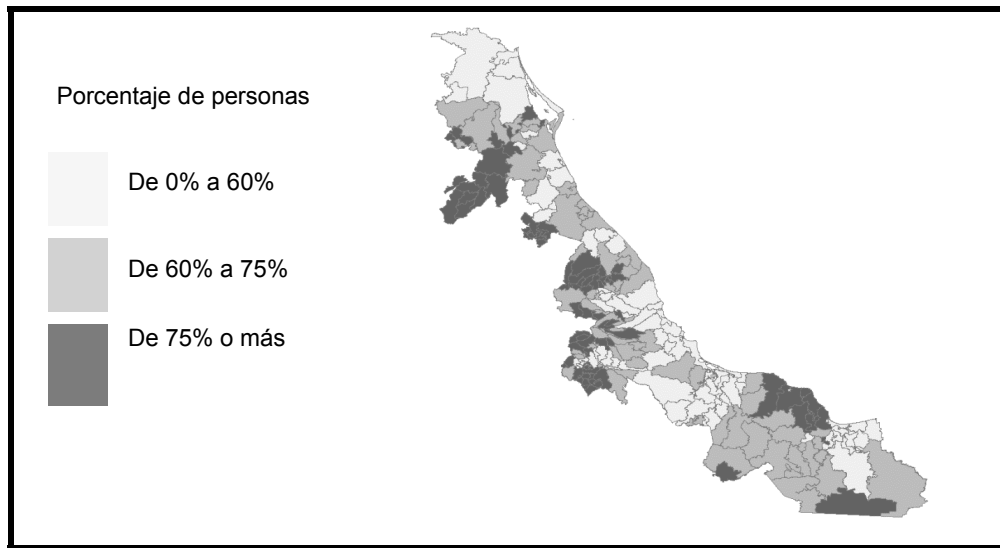 Porcentaje de personas
De 0% a 60%
De 60% a 75%
De 75% o más